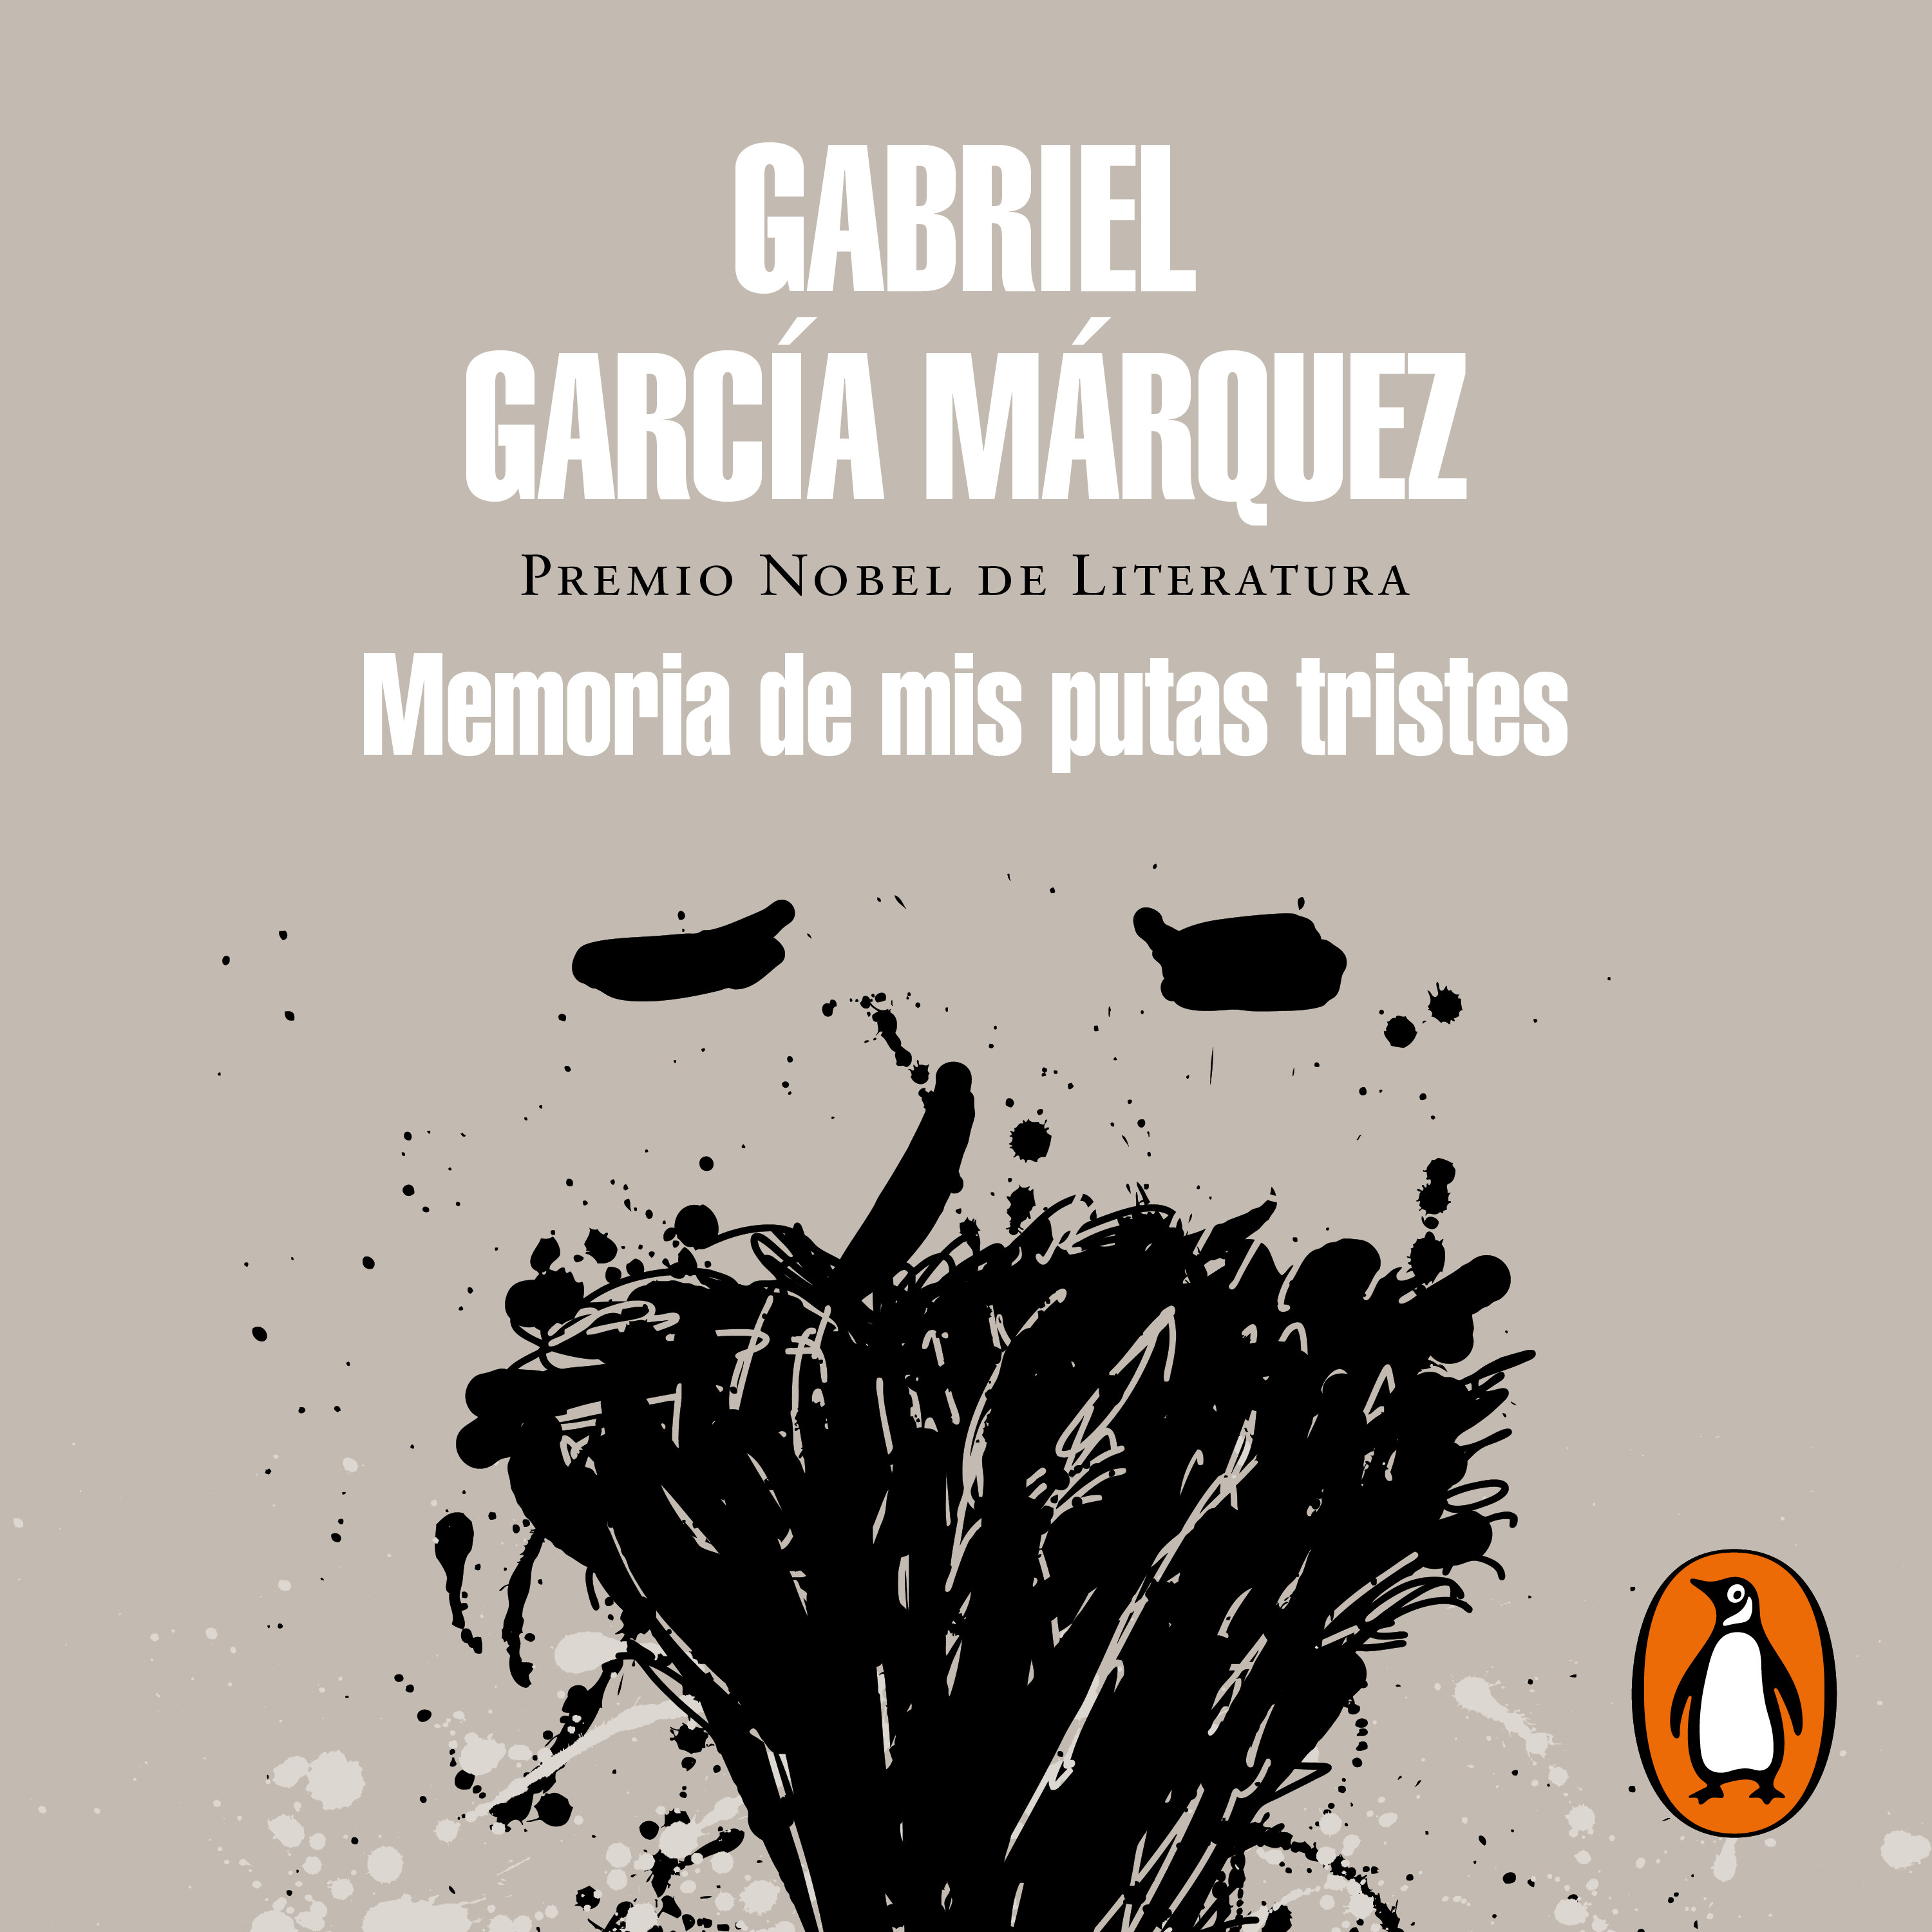 GABRIEL
GARCÍA MÁRQUEZ
Premio Nobel de Literatura
Memoria de mis putas tristes